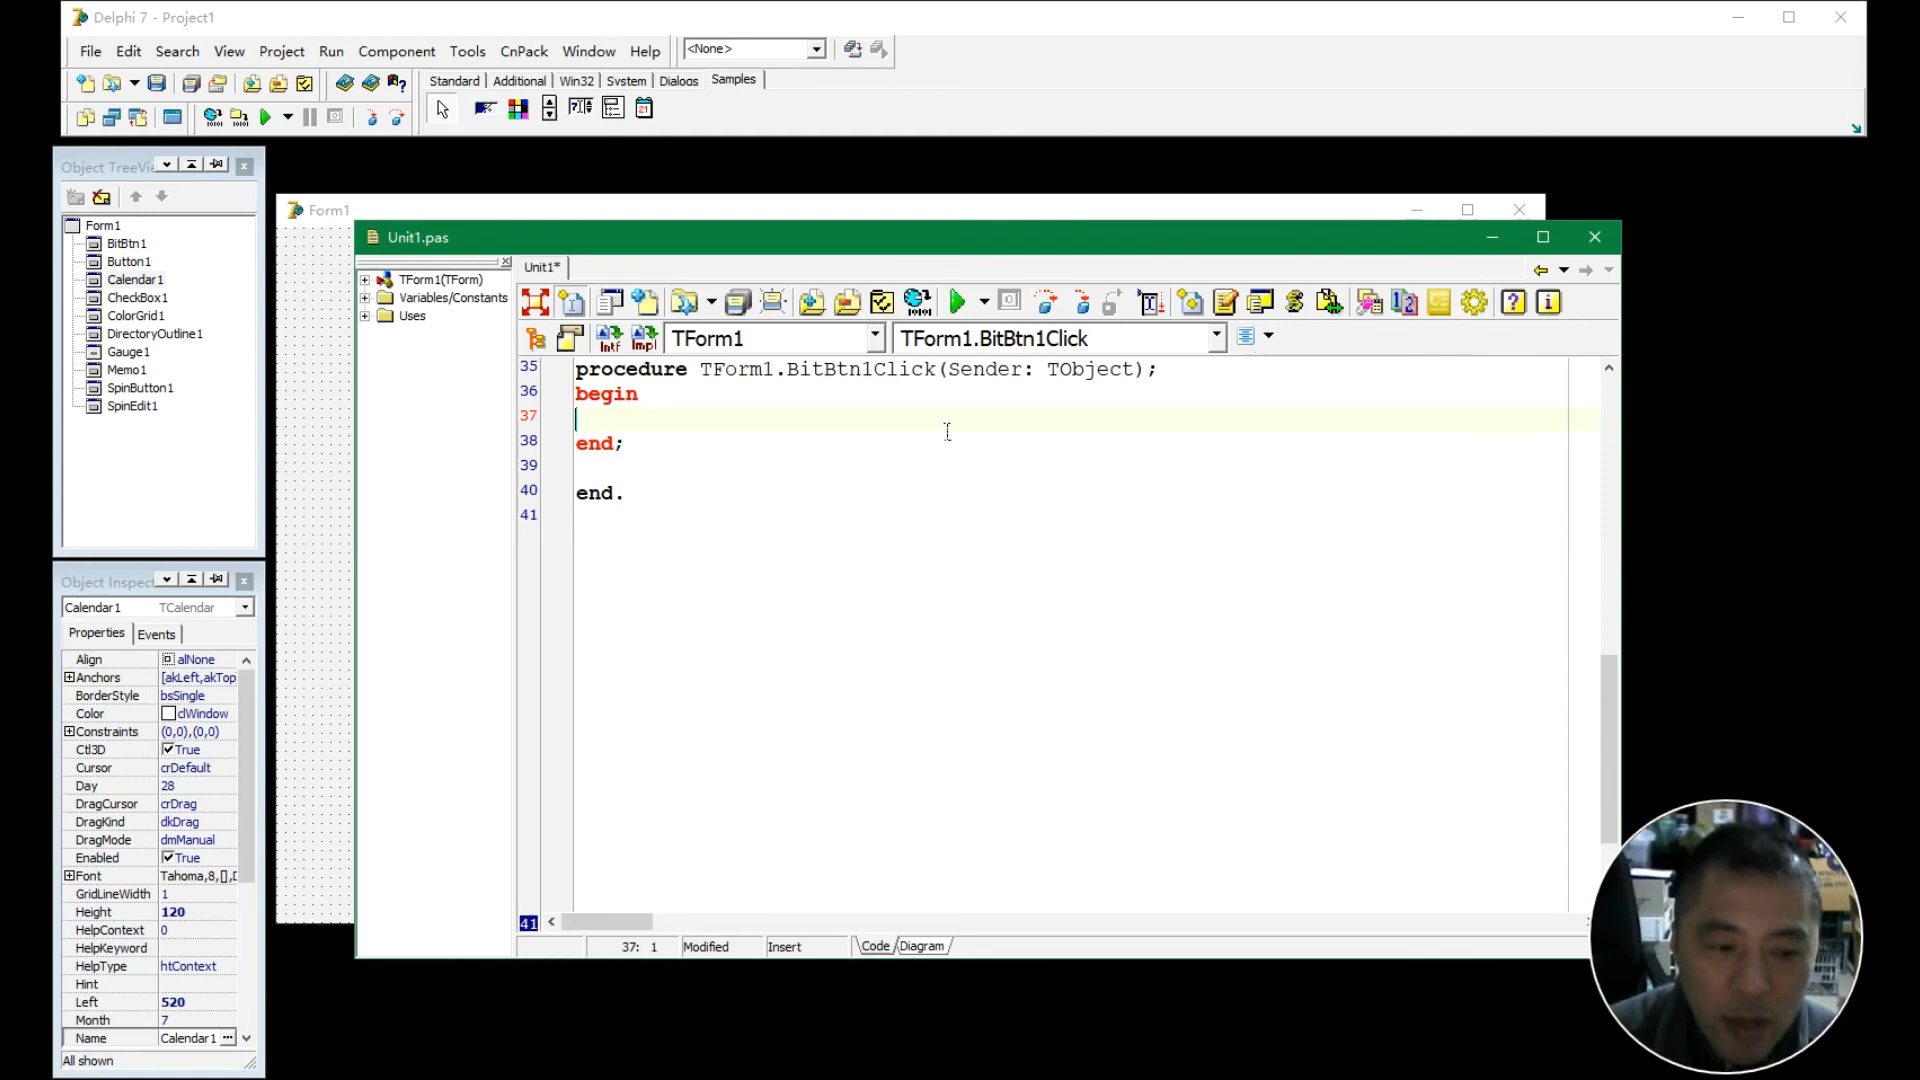 Delphi 7 - Project1
File Edit Search View Project Run Component Tools CnPack Window Help
<None>
Standard Additional Win32 System Dialogs Samples
Object TreeVie
Form1
BitBtn1
Button1
Calendar1
CheckBox1
ColorGrid1
DirectoryOutline1
Gauge1
Memo1
SpinButton1
SpinEdit1
Form1
Unit1.pas
TForm1(TForm)
Variables/Constants
Uses
Unit1*
Intf Impl TForm1 TForm1.BitBtn1Click
35 procedure TForm1.BitBtn1Click(Sender: TObject);
36 begin
37
38 end;
39
40 end.
41
41
37: 1 Modified Insert Code Diagram
Object Inspect
Calendar1 TCalendar
Properties Events
Align alNone
Anchors [akLeft,akTop
BorderStyle bsSingle
Color clWindow
Constraints (0,0),(0,0)
Ctl3D True
Cursor crDefault
Day 28
DragCursor crDrag
DragKind dkDrag
DragMode dmManual
Enabled True
Font Tahoma,8,[],
GridLineWidth 1
Height 120
HelpContext 0
HelpKeyword
HelpType htContext
Hint
Left 520
Month 7
Name Calendar1
All shown